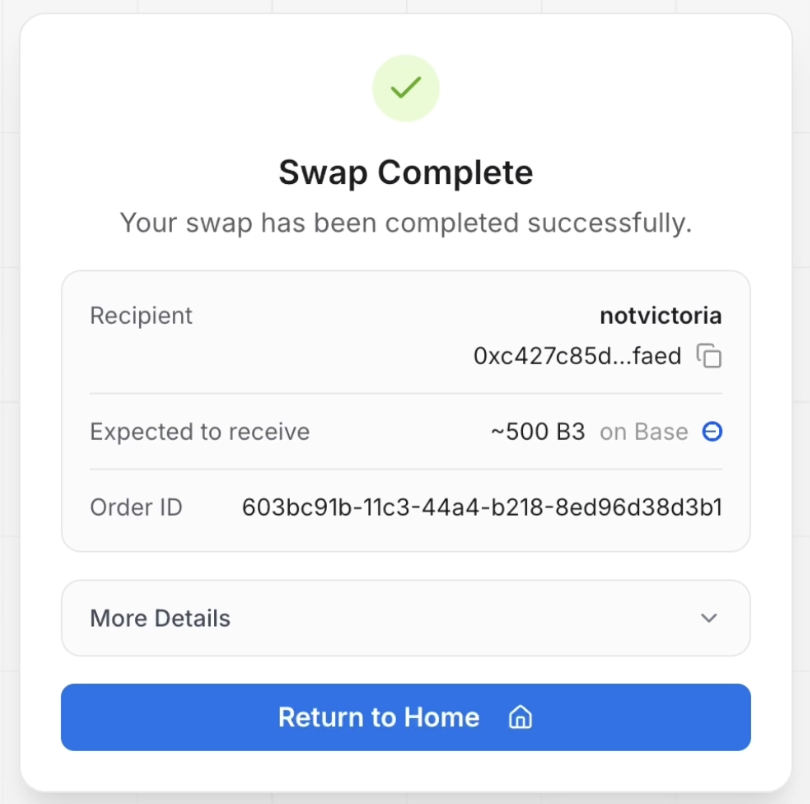 Swap Complete
Your swap has been completed successfully.
Recipient
notvictoria
0xc427c85d...faed
Expected to receive ~500 B3 on Base
Order ID 603bc91b-11c3-44a4-b218-8ed96d38d3b1
More Details
Return to Home